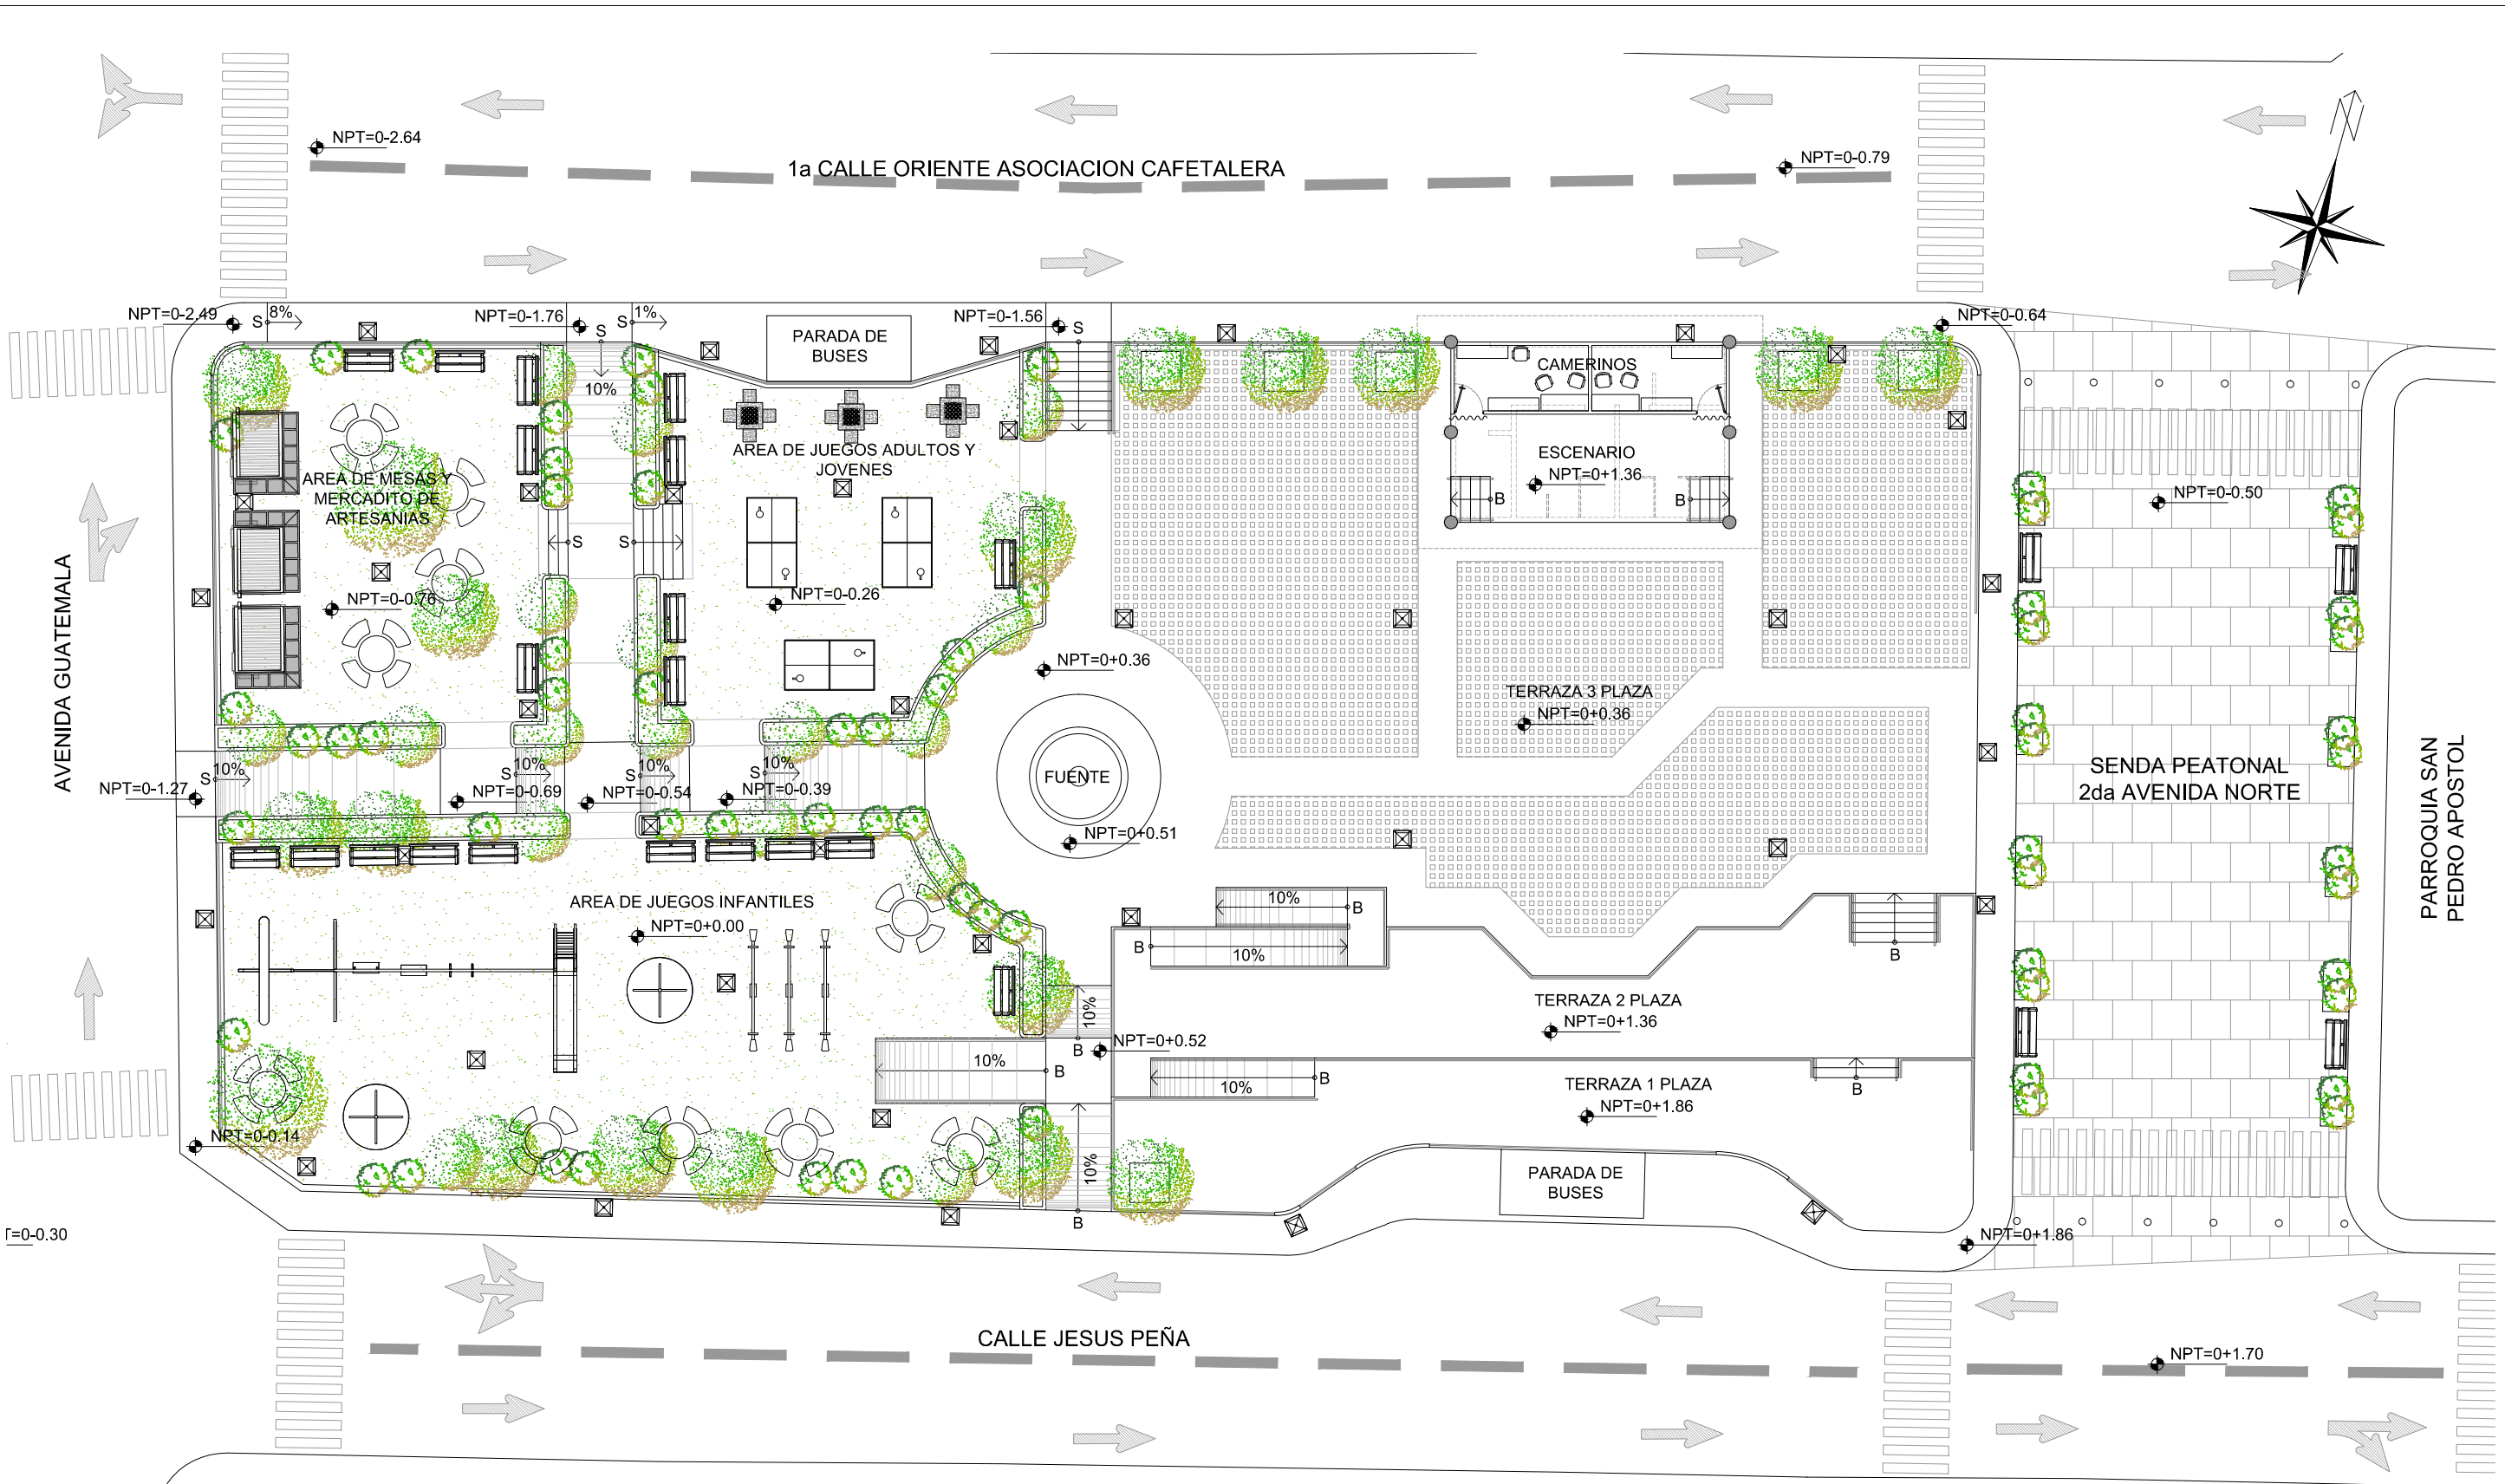 NPT=0-2.64
NPT=0-0.79
1a CALLE ORIENTE ASOCIACION CAFETALERA
NPT=0-2.49
S
8%
NPT=0-1.76
S
S
1%
10%
PARADA DE
BUSES
NPT=0-1.56
S
NPT=0-0.64
CAMERINOS
ESCENARIO
NPT=0+1.36
B
B
AREA DE JUEGOS ADULTOS Y
JOVENES
AREA DE MESAS Y
MERCADITO DE
ARTESANIAS
S
S
NPT=0-0.50
NPT=0-0.76
NPT=0-0.26
AVENIDA GUATEMALA
NPT=0+0.36
TERRAZA 3 PLAZA
NPT=0+0.36
NPT=0-1.27
S
10%
S
10%
S
10%
S
10%
NPT=0-0.69
NPT=0-0.54
NPT=0-0.39
FUENTE
NPT=0+0.51
SENDA PEATONAL
2da AVENIDA NORTE
PARROQUIA SAN
PEDRO APOSTOL
AREA DE JUEGOS INFANTILES
NPT=0+0.00
10%
B
B
10%
B
TERRAZA 2 PLAZA
NPT=0+1.36
10%
B
NPT=0+0.52
10%
B
10%
B
B
TERRAZA 1 PLAZA
NPT=0+1.86
NPT=0-0.14
10%
B
PARADA DE
BUSES
T=0-0.30
NPT=0+1.86
CALLE JESUS PEÑA
NPT=0+1.70